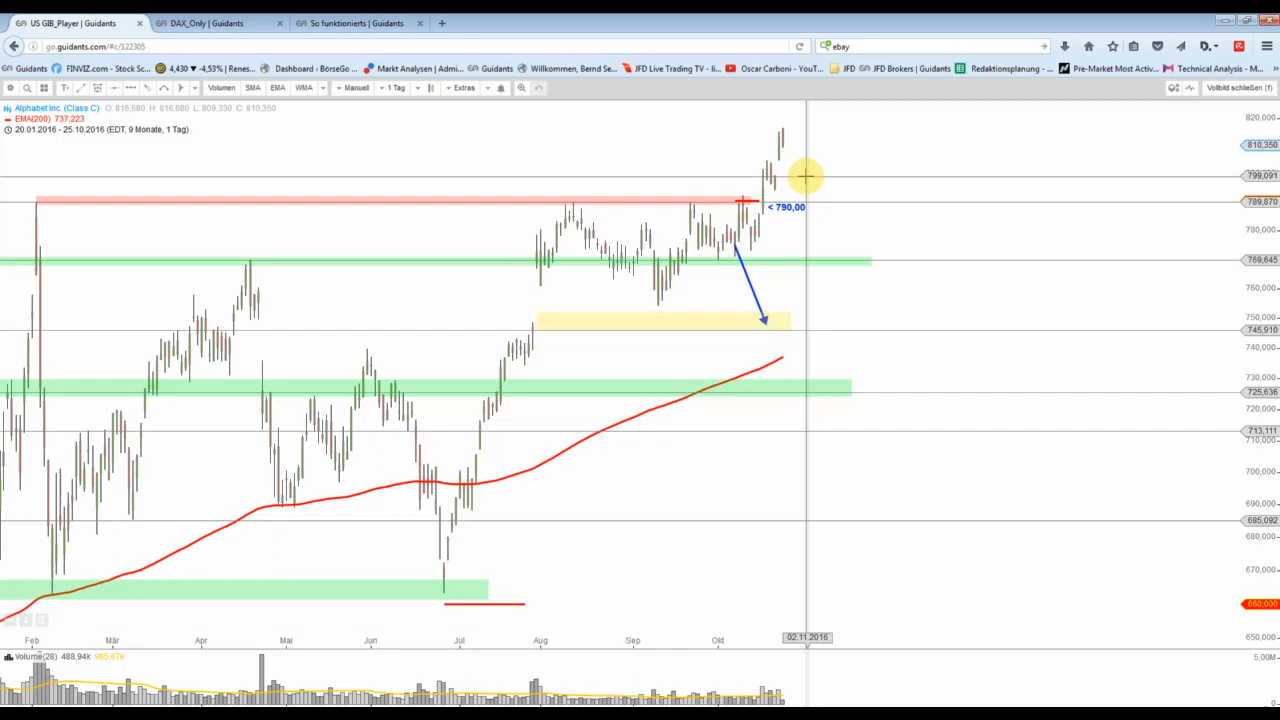 US GIB_Player | Guidants
DAX_Only | Guidants
So funktionierts | Guidants
go.guidants.com/#c/122305
ebay
Guidants
FINVIZ.com - Stock Sc...
4,430 -4,53% | Renes...
Dashboard - BörseGo ...
Markt Analysen | Admi...
Guidants
Willkommen, Bernd Se...
JFD Live Trading TV - li...
Oscar Carboni - YouT...
JFD
JFD Brokers | Guidants
Redaktionsplanung - ...
Pre-Market Most Activ...
Technical Analysis - M...
Volumen
SMA
EMA
WMA
Manuell
1 Tag
Extras
Vollbild schließen (f)
Alphabet Inc. (Class C) O: 816,680 H: 816,680 L: 809,330 C: 810,350
EMA(200) 737,223
20.01.2016 - 25.10.2016 (EDT, 9 Monate, 1 Tag)
820,000
810,350
799,091
789,870
< 790,00
780,000
769,645
760,000
750,000
745,910
740,000
730,000
725,636
720,000
713,111
710,000
700,000
690,000
685,092
680,000
670,000
660,000
650,000
Feb
Mär
Apr
Mai
Jun
Jul
Aug
Sep
Okt
02.11.2016
Volume(28) 488,94k 985,67k
5,00M
0